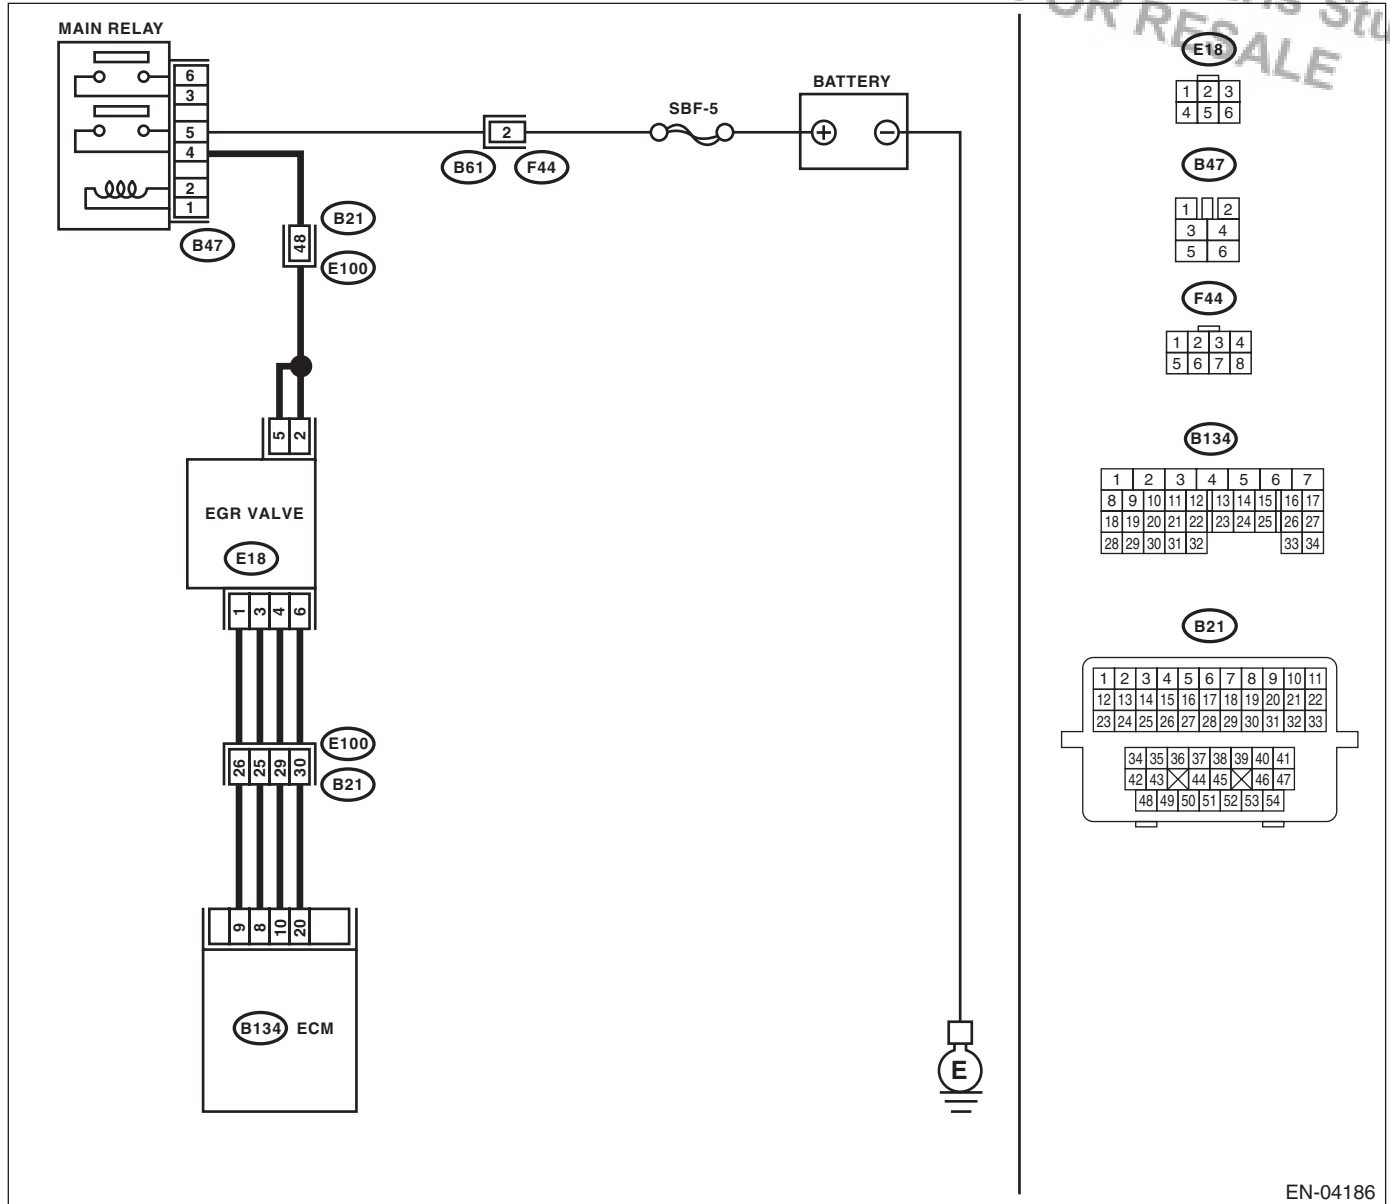 MAIN RELAY
6
3
5
4
2
1
B47
2
B61
F44
SBF-5
BATTERY
B21
48
E100
5 2
EGR VALVE
E18
1 3 4 6
E100
26 25 29 30
B21
9 8 10 20
B134 ECM
E
FOR RESALE
E18
1 2 3
4 5 6
B47
1 2
3 4
5 6
F44
1 2 3 4
5 6 7 8
B134
1 2 3 4 5 6 7
8 9 10 11 12 13 14 15 16 17
18 19 20 21 22 23 24 25 26 27
28 29 30 31 32 33 34
B21
1 2 3 4 5 6 7 8 9 10 11
12 13 14 15 16 17 18 19 20 21 22
23 24 25 26 27 28 29 30 31 32 33
34 35 36 37 38 39 40 41
42 43 44 45 46 47
48 49 50 51 52 53 54
EN-04186